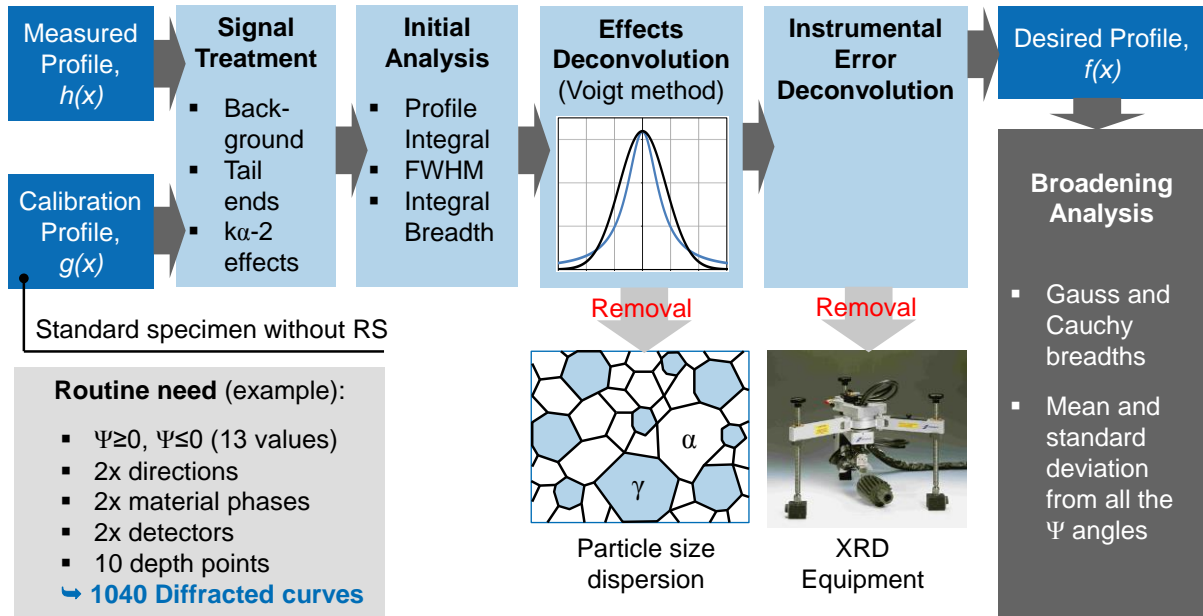 Measured
Profile,
h(x)
Signal
Treatment
▪ Back-
ground
▪ Tail
ends
▪ kα-2
effects
Initial
Analysis
▪ Profile
Integral
▪ FWHM
▪ Integral
Breadth
Effects
Deconvolution
(Voigt method)
Instrumental
Error
Deconvolution
Desired Profile,
f(x)
Calibration
Profile,
g(x)
Standard specimen without RS
Removal
Removal
Routine need (example):
▪ Ψ≥0, Ψ≤0 (13 values)
▪ 2x directions
▪ 2x material phases
▪ 2x detectors
▪ 10 depth points
➥ 1040 Diffracted curves
α
γ
Particle size
dispersion
XRD
Equipment
Broadening
Analysis
▪ Gauss and
Cauchy
breadths
▪ Mean and
standard
deviation
from all the
Ψ angles